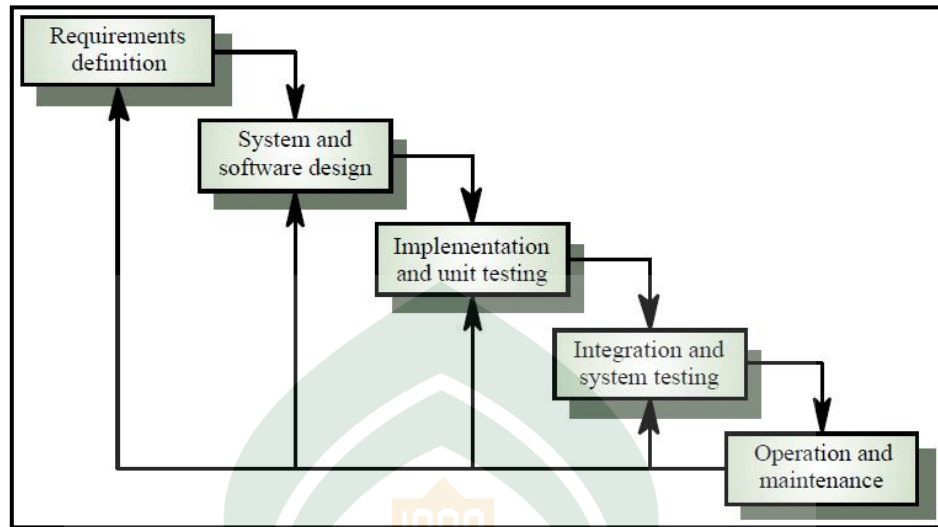 Requirements
definition
System and
software design
Implementation
and unit testing
Integration and
system testing
Operation and
maintenance